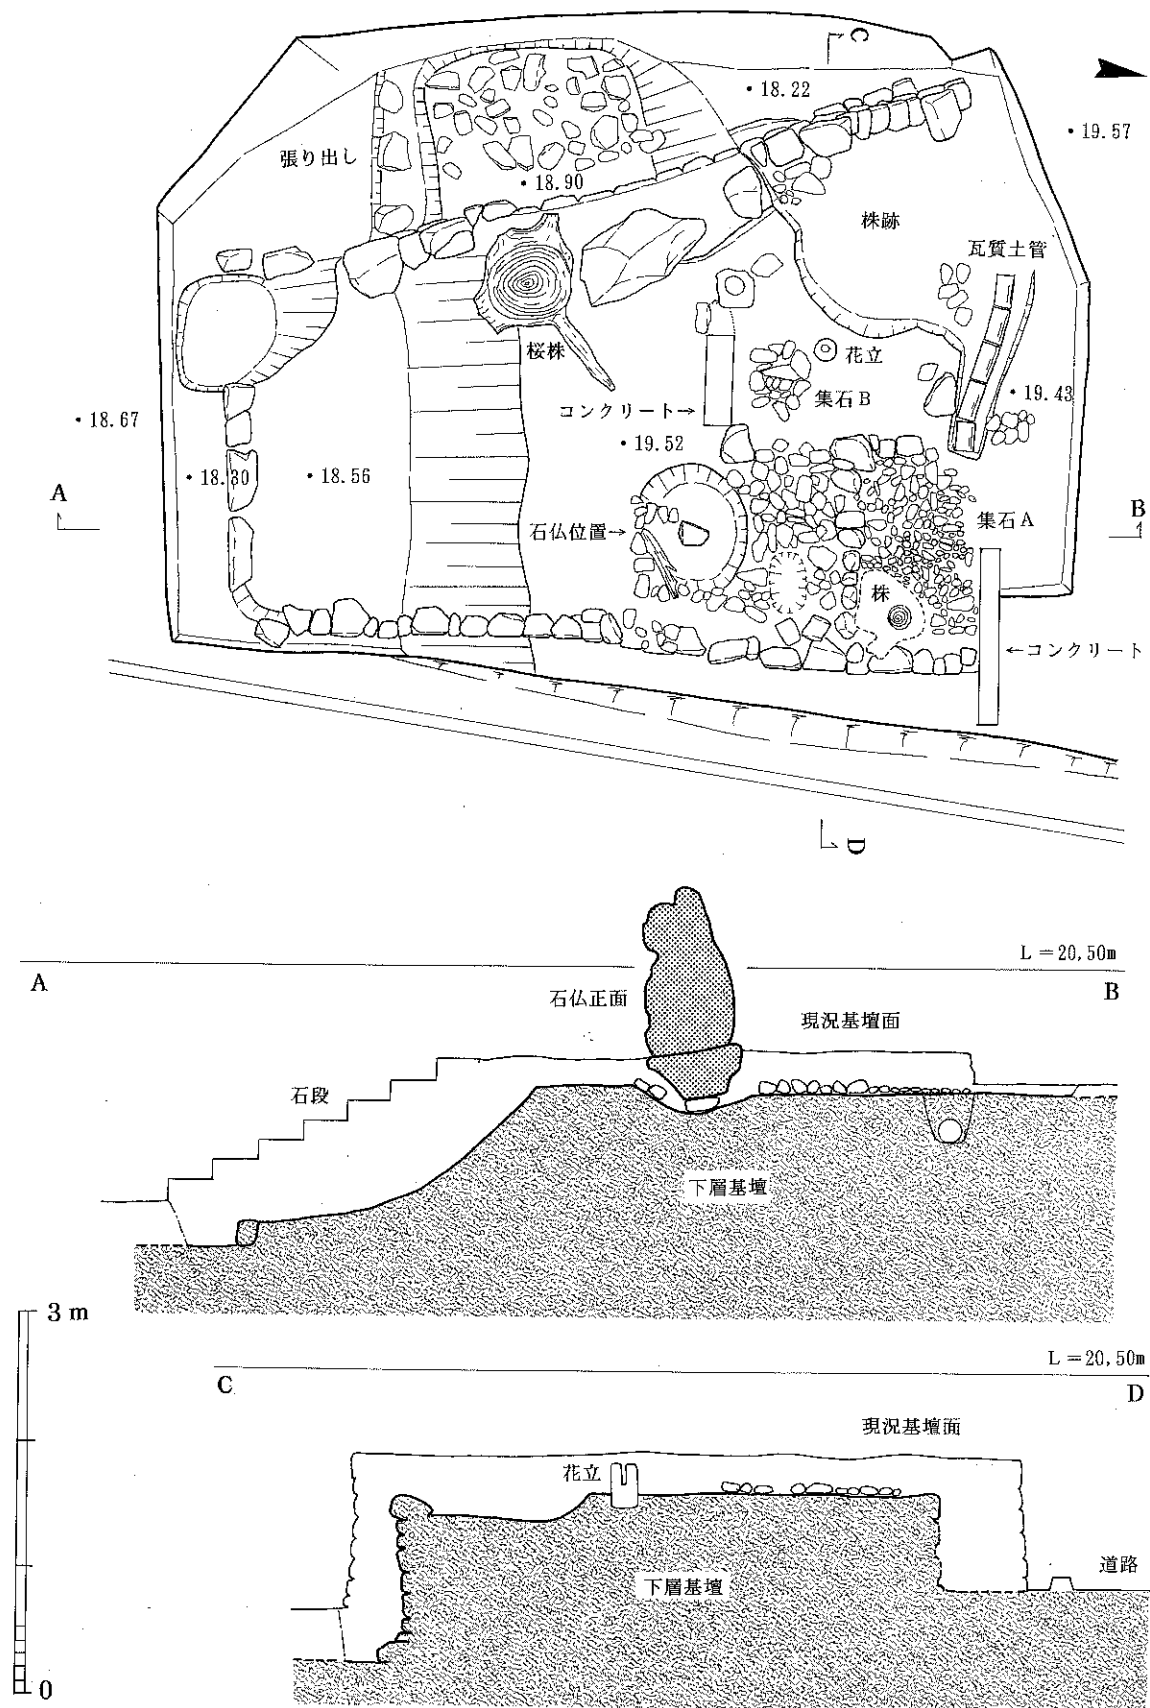 C
・18.22
・19.57
張り出し
・18.90
株跡
瓦質土管
桜株
花立
・19.43
集石B
コンクリート→
・18.67
・19.52
・18.30
・18.56
A
B
集石A
石仏位置→
株
←コンクリート
D
L=20,50m
A
B
石仏正面
現況基壇面
石段
下層基壇
3m
L=20,50m
C
D
現況基壇面
花立
道路
下層基壇
0